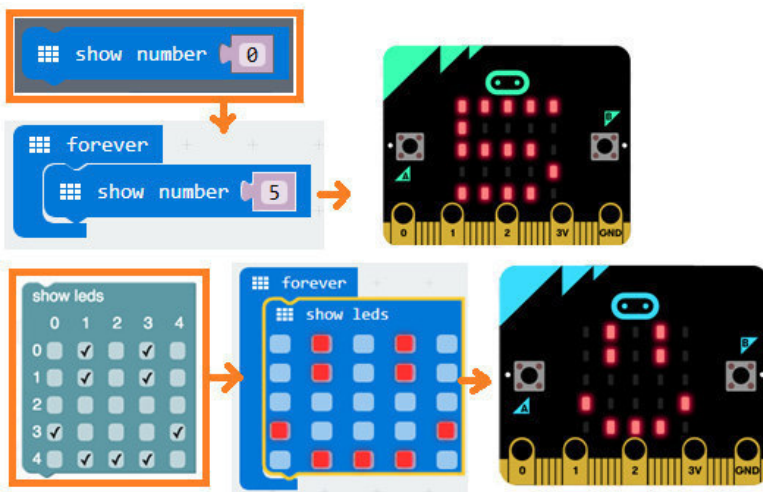 show number 0
forever
show number 5
A
B
0 1 2 3V GND
show leds
0 1 2 3 4
0
1
2
3
4
forever
show leds
A
B
0 1 2 3V GND